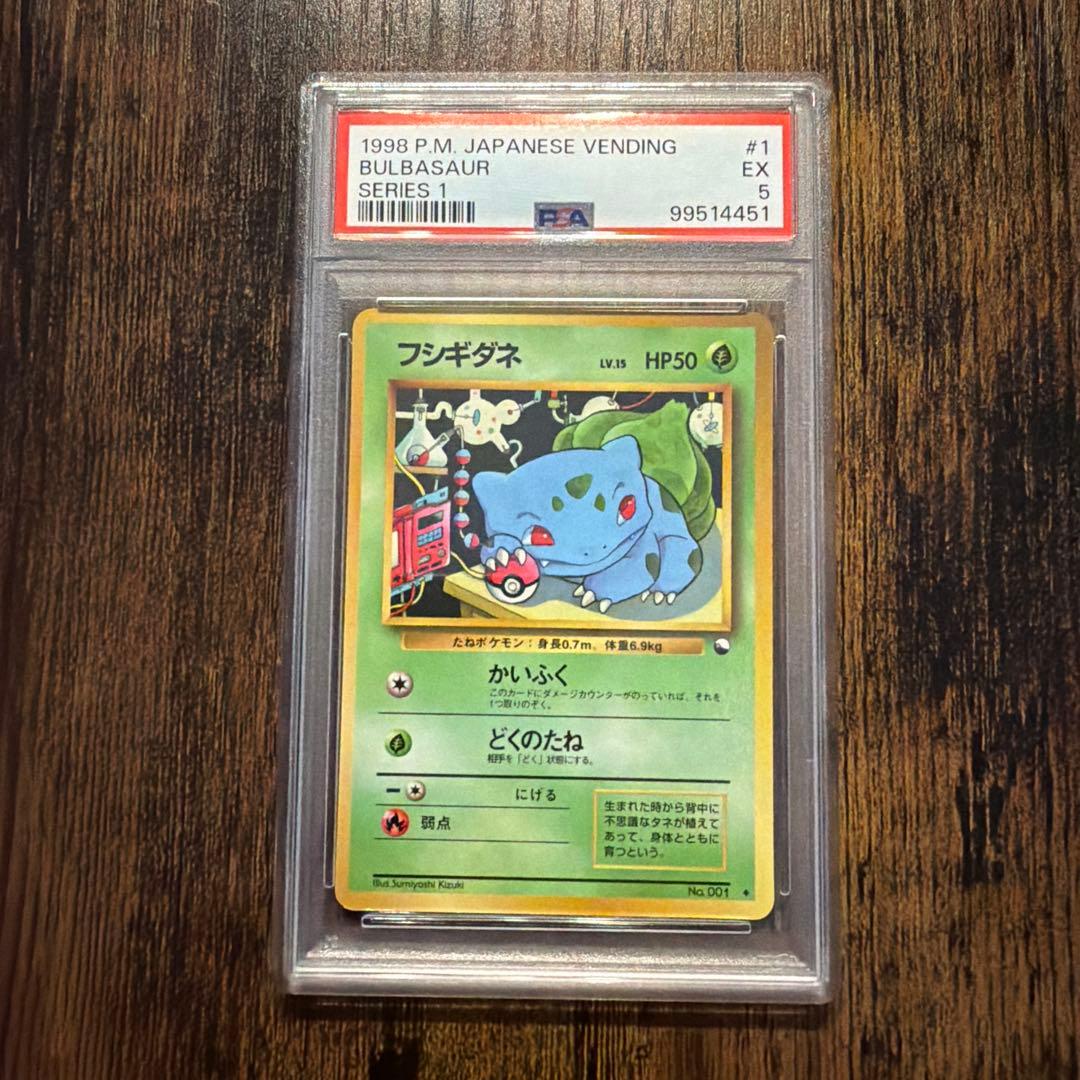 1998 P.M. JAPANESE VENDING #1
BULBASAUR EX
SERIES 1 5
PSA 99514451
フシギダネ LV.15 HP50
たねポケモン：身長0.7m、体重6.9kg
かいふく
このカードにダメージカウンターがのっていれば、それを
1つ取りのぞく。
どくのたね
相手を「どく」状態にする。
にげる
弱点
生まれた時から背中に
不思議なタネが植えて
あって、身体とともに
育つという。
Illus.Sumiyoshi Kizuki
No.001